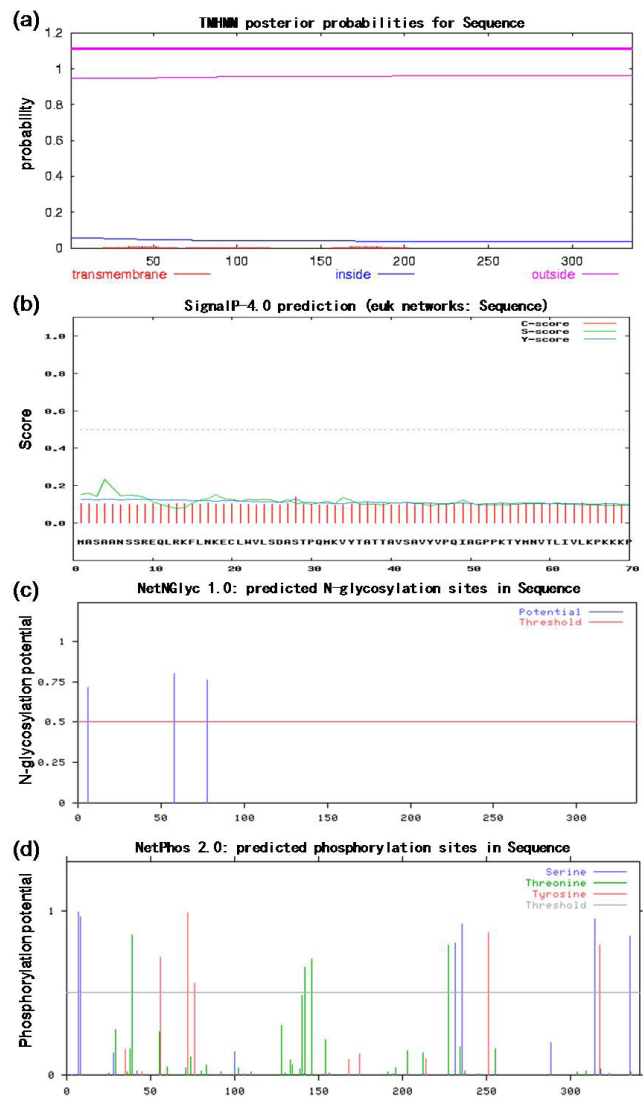 (a)
TMHMM posterior probabilities for Sequence
1.2
1
0.8
0.6
0.4
0.2
0
probability
50 100 150 200 250 300
transmembrane inside outside
(b)
SignalP-4.0 prediction (euk networks: Sequence)
C-score
S-score
Y-score
1.0
0.8
0.6
0.4
0.2
0.0
Score
MASAANSSREQLRKFLNKECLWVLSDASTPQMKVYTATTAVSAVYVPQIAGPPKTYMNVTLIVLKPKKKP
0 10 20 30 40 50 60 70
(c)
NetNGlyc 1.0: predicted N-glycosylation sites in Sequence
Potential
Threshold
1
0.75
0.5
0.25
0
N-glycosylation potential
0 50 100 150 200 250 300
(d)
NetPhos 2.0: predicted phosphorylation sites in Sequence
Serine
Threonine
Tyrosine
Threshold
1
0
Phosphorylation potential
0 50 100 150 200 250 300